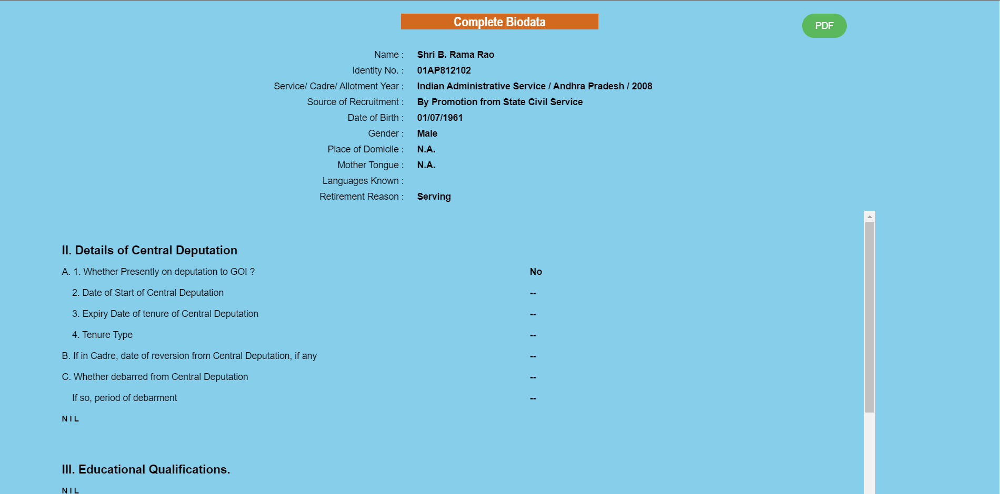 Complete Biodata
PDF
Name : Shri B. Rama Rao
Identity No. : 01AP812102
Service/ Cadre/ Allotment Year : Indian Administrative Service / Andhra Pradesh / 2008
Source of Recruitment : By Promotion from State Civil Service
Date of Birth : 01/07/1961
Gender : Male
Place of Domicile : N.A.
Mother Tongue : N.A.
Languages Known :
Retirement Reason : Serving
II. Details of Central Deputation
A. 1. Whether Presently on deputation to GOI ? No
2. Date of Start of Central Deputation --
3. Expiry Date of tenure of Central Deputation --
4. Tenure Type --
B. If in Cadre, date of reversion from Central Deputation, if any --
C. Whether debarred from Central Deputation --
If so, period of debarment --
N I L
III. Educational Qualifications.
N I L